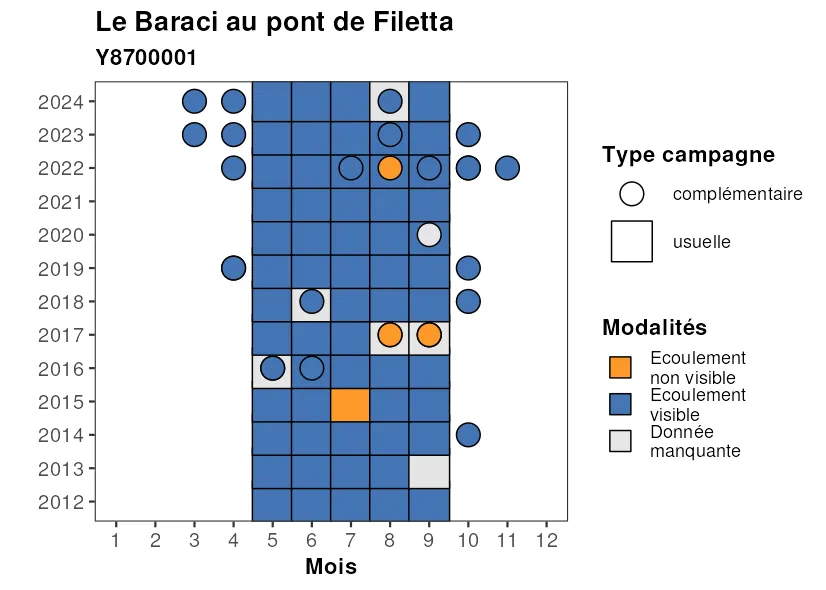 Le Baraci au pont de Filetta
Y8700001
2024
2023
2022
2021
2020
2019
2018
2017
2016
2015
2014
2013
2012
1 2 3 4 5 6 7 8 9 10 11 12
Mois
Type campagne
complémentaire
usuelle
Modalités
Ecoulement
non visible
Ecoulement
visible
Donnée
manquante